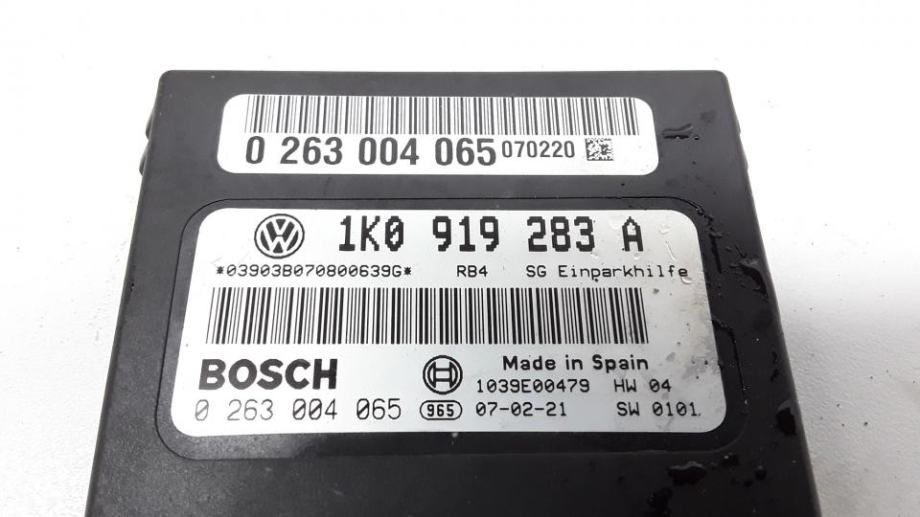 0 263 004 065 070220
1K0 919 283 A
*03903B070800639G* RB4 SG Einparkhilfe
BOSCH Made in Spain
1039E00479 HW 04
0 263 004 065 965 07-02-21 SW 0101